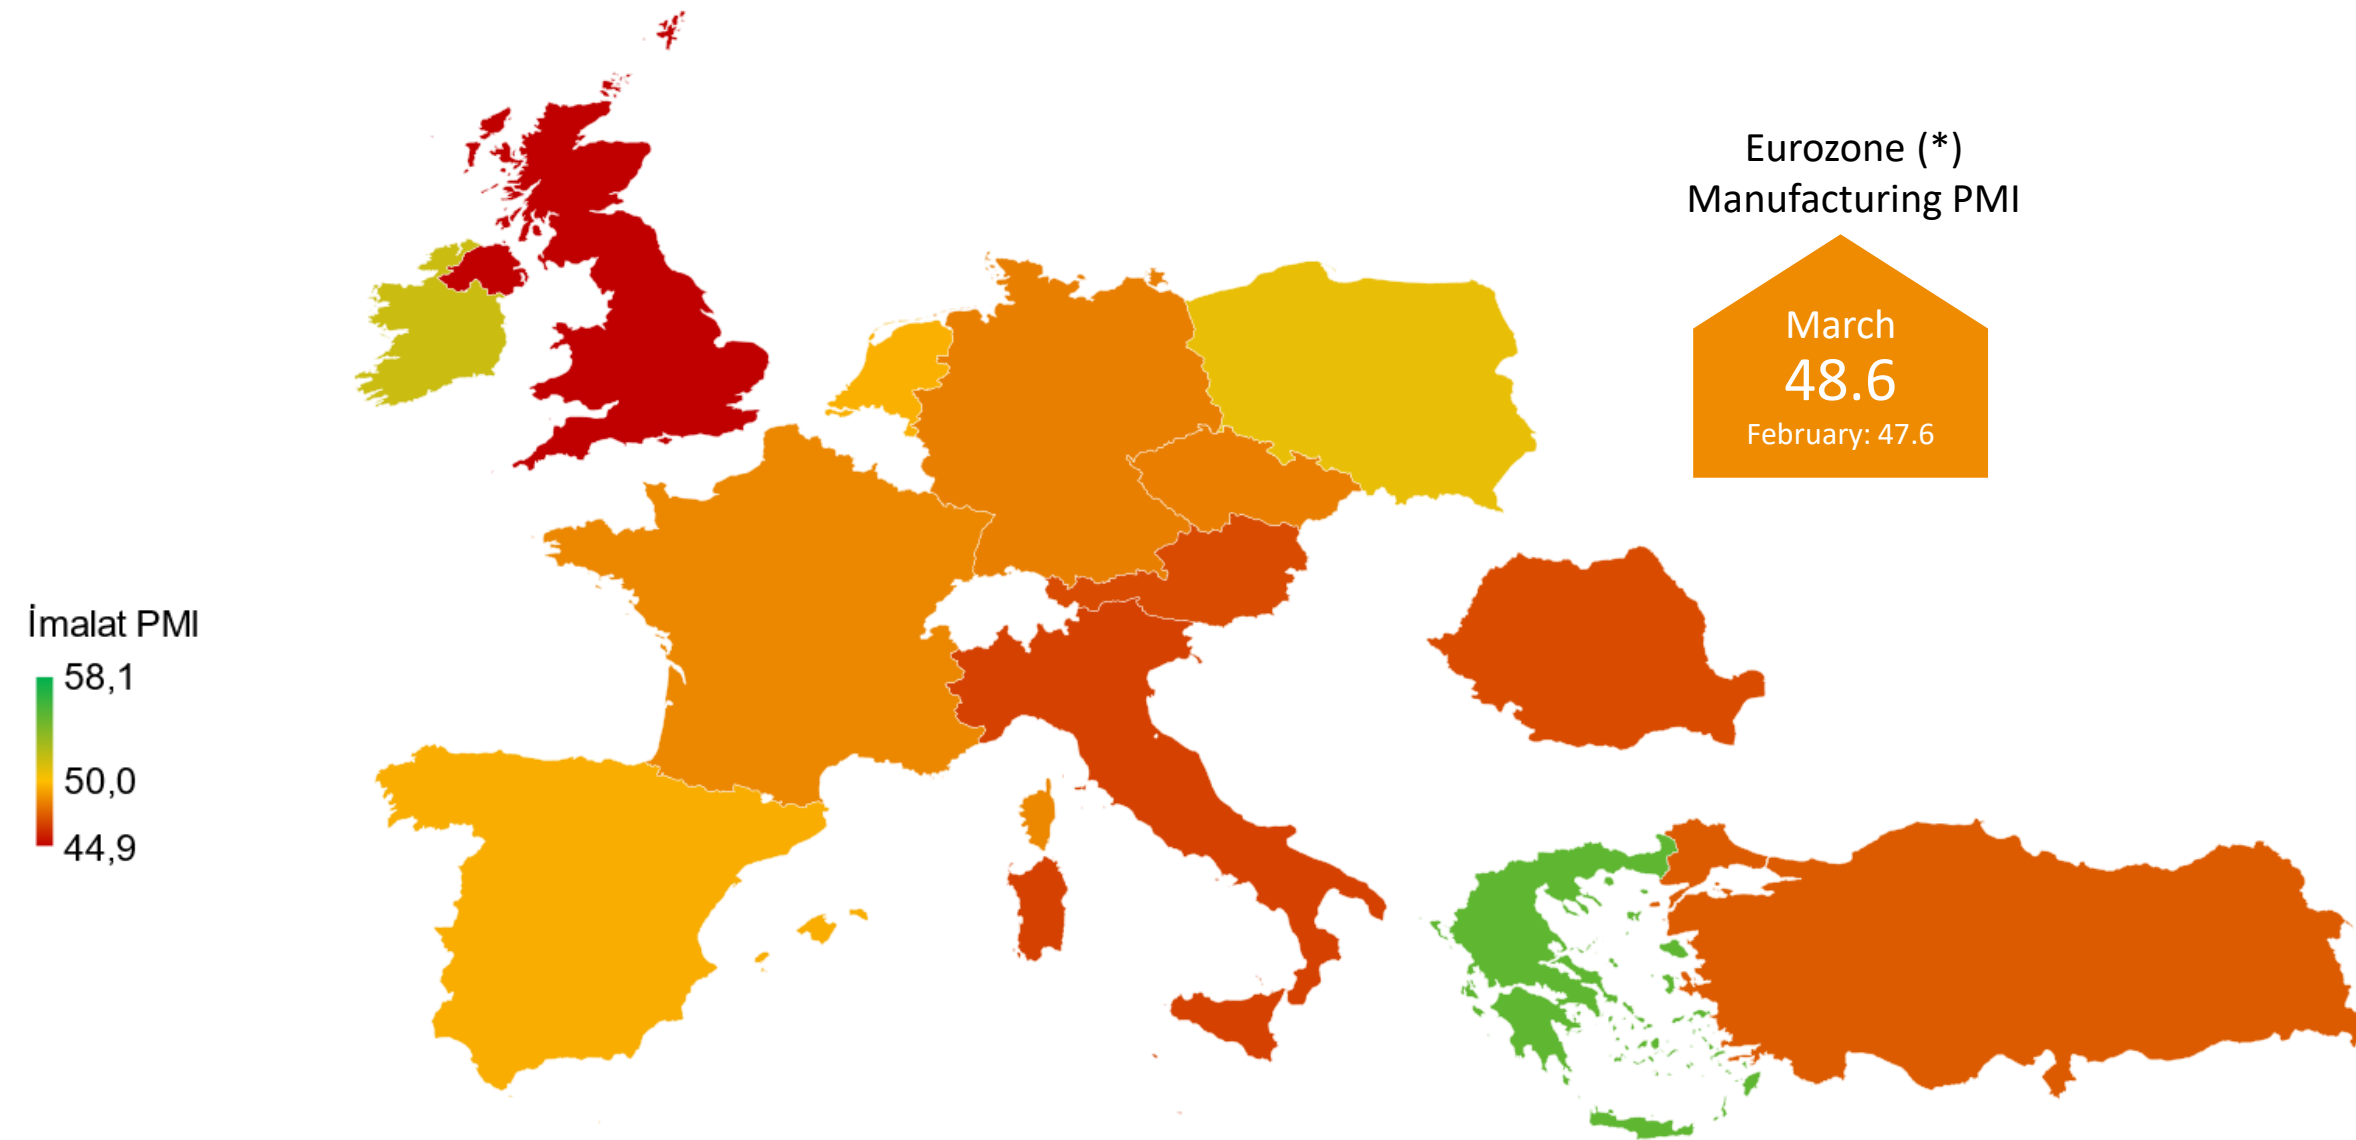 Eurozone (*)
Manufacturing PMI
March
48.6
February: 47.6
İmalat PMI
58,1
50,0
44,9